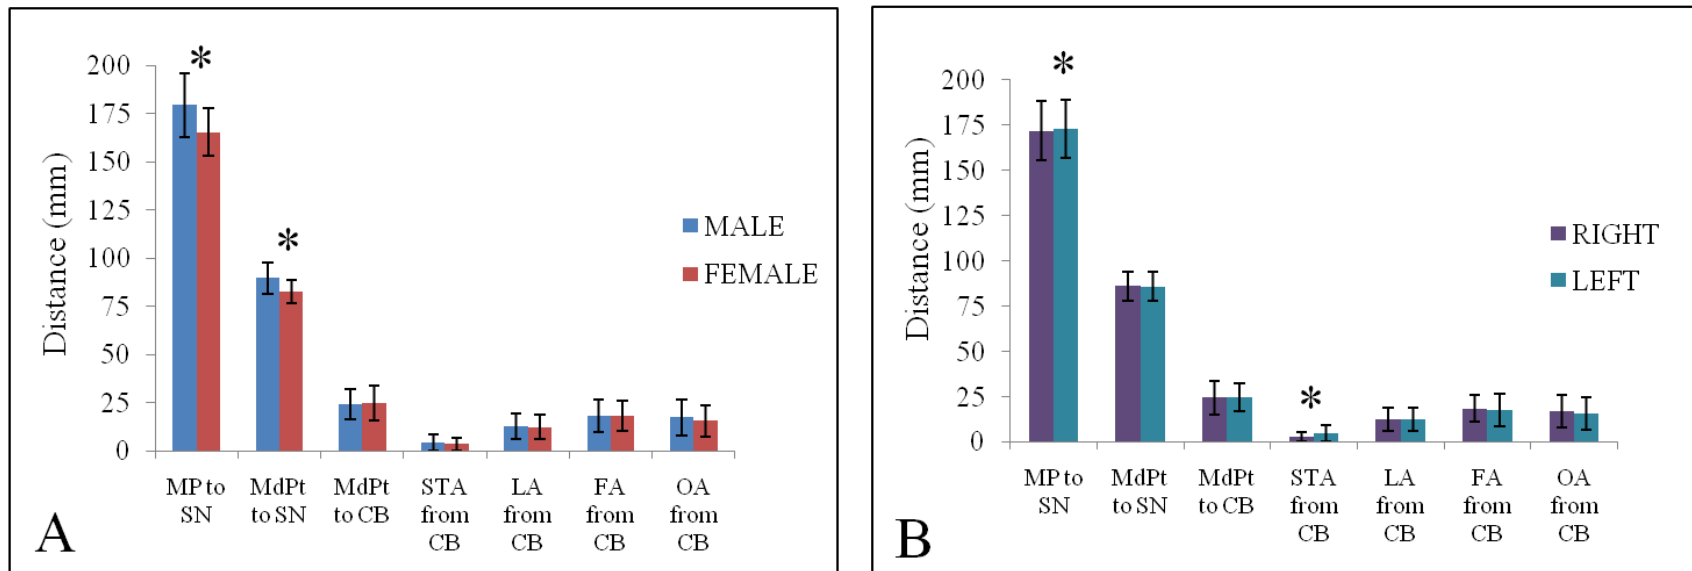 200
175
150
125
100
75
50
25
0
Distance (mm)
*
*
MALE
FEMALE
MP to
SN
MdPt
to SN
MdPt
to CB
STA
from
CB
LA
from
CB
FA
from
CB
OA
from
CB
A
200
175
150
125
100
75
50
25
0
Distance (mm)
*
*
RIGHT
LEFT
MP to
SN
MdPt
to SN
MdPt
to CB
STA
from
CB
LA
from
CB
FA
from
CB
OA
from
CB
B